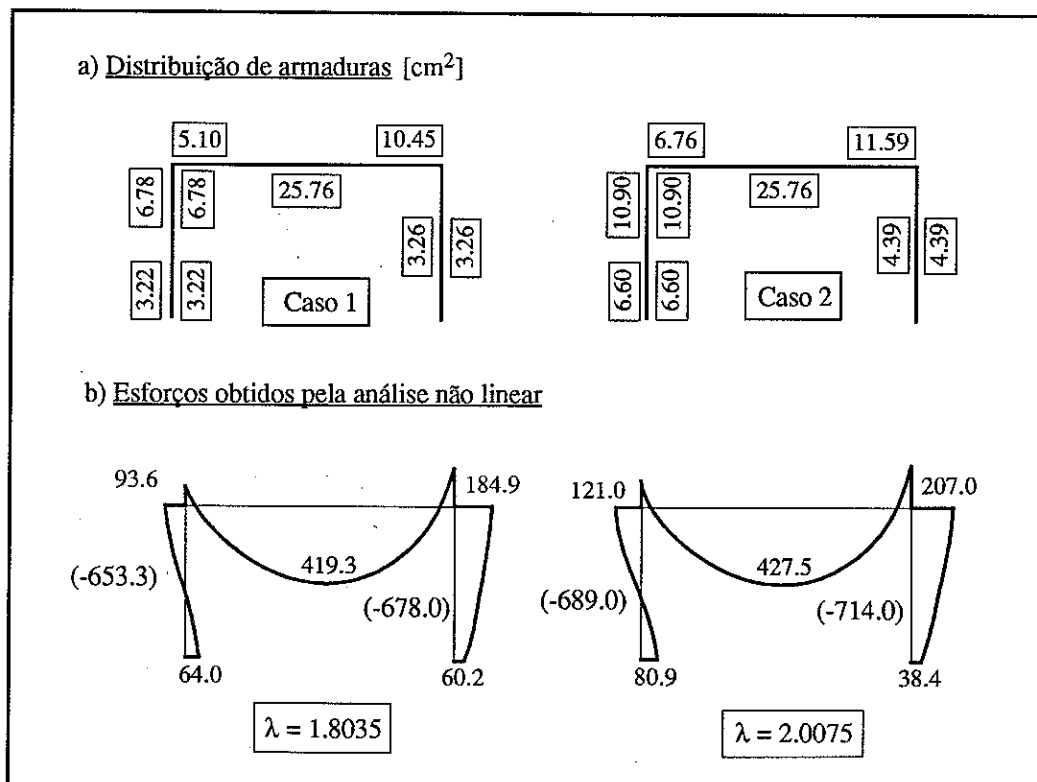 a) Distribuição de armaduras [cm²]
5.10 10.45 6.76 11.59
6.78 6.78 25.76 10.90 10.90 25.76
3.26 3.26 4.39 4.39
3.22 3.22 Caso 1 6.60 6.60 Caso 2
b) Esforços obtidos pela análise não linear
93.6 184.9 121.0 207.0
419.3 427.5
(-653.3) (-678.0) (-689.0) (-714.0)
64.0 60.2 80.9 38.4
λ = 1.8035 λ = 2.0075